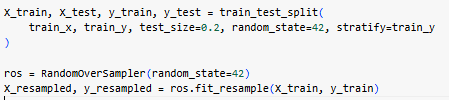 X_train, X_test, y_train, y_test = train_test_split(
    train_x, train_y, test_size=0.2, random_state=42, stratify=train_y
)
ros = RandomOverSampler(random_state=42)
X_resampled, y_resampled = ros.fit_resample(X_train, y_train)